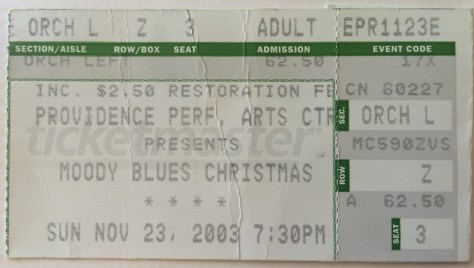 ORCH L Z 3 ADULT EPR1123E
SECTION/AISLE ROW/BOX SEAT ADMISSION EVENT CODE
ORCH LEFT 62.50 17X
INC. $2.50 RESTORATION FE CN 60227
PROVIDENCE PERF. ARTS CTR SEC. ORCH L
ticketmaster
PRESENTS MC590ZVS
MOODY BLUES CHRISTMAS ROW Z
* * * * A 62.50
SUN NOV 23, 2003 7:30PM SEAT 3